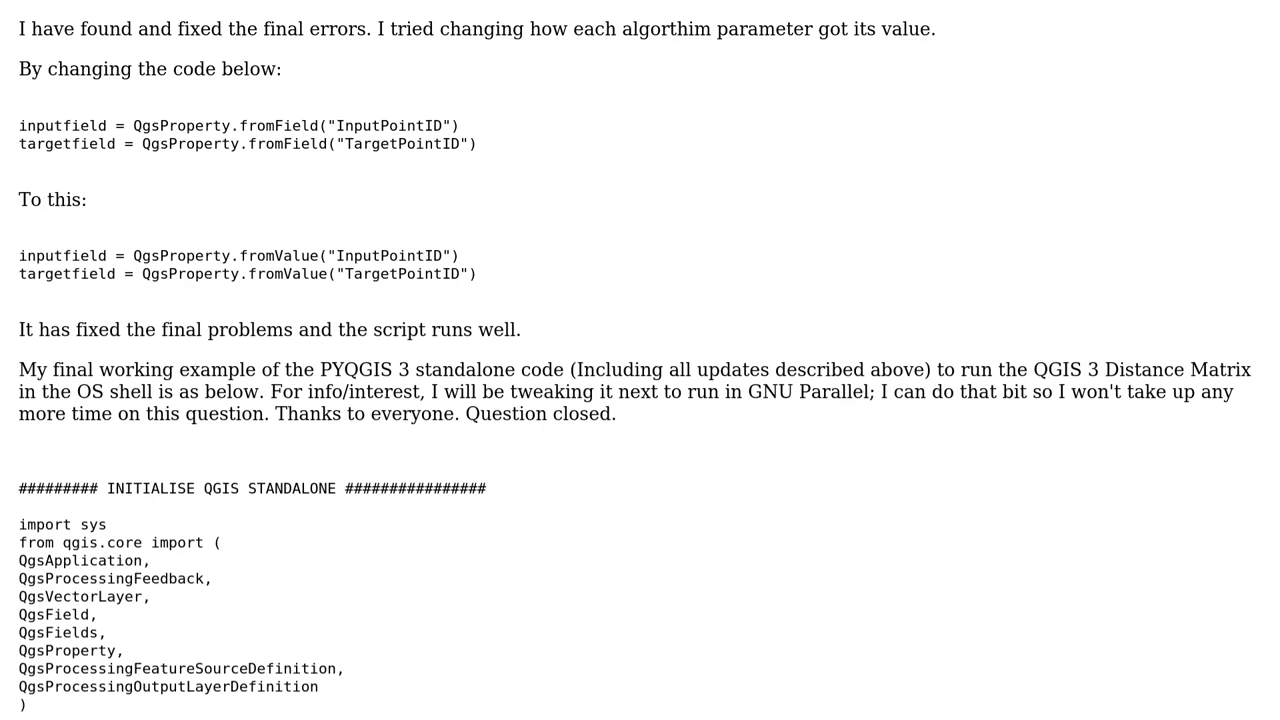 I have found and fixed the final errors. I tried changing how each algorthim parameter got its value.
By changing the code below:
inputfield = QgsProperty.fromField("InputPointID")
targetfield = QgsProperty.fromField("TargetPointID")
To this:
inputfield = QgsProperty.fromValue("InputPointID")
targetfield = QgsProperty.fromValue("TargetPointID")
It has fixed the final problems and the script runs well.
My final working example of the PYQGIS 3 standalone code (Including all updates described above) to run the QGIS 3 Distance Matrix
in the OS shell is as below. For info/interest, I will be tweaking it next to run in GNU Parallel; I can do that bit so I won't take up any
more time on this question. Thanks to everyone. Question closed.
######### INITIALISE QGIS STANDALONE ################
import sys
from qgis.core import (
QgsApplication,
QgsProcessingFeedback,
QgsVectorLayer,
QgsField,
QgsFields,
QgsProperty,
QgsProcessingFeatureSourceDefinition,
QgsProcessingOutputLayerDefinition
)